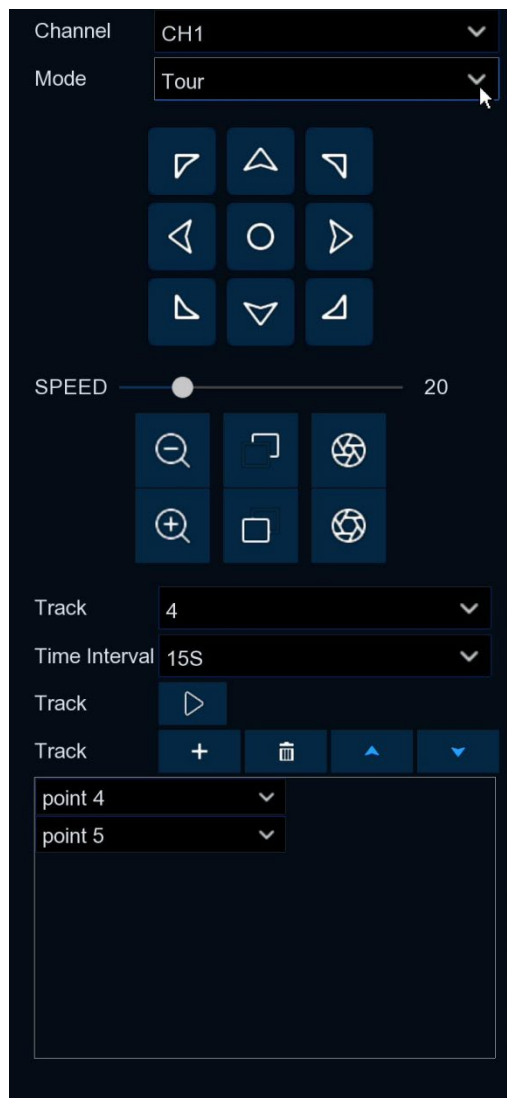 Channel CH1
Mode Tour
SPEED 20
Track 4
Time Interval 15S
Track
Track
point 4
point 5